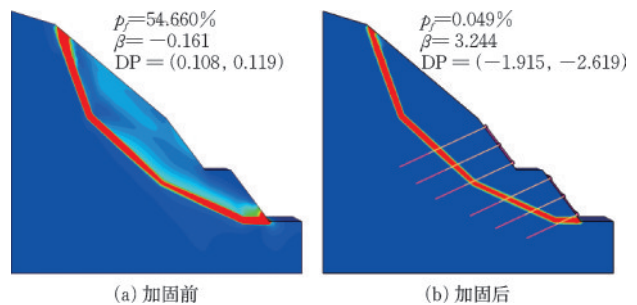 p_f=54.660%
β=−0.161
DP=(0.108, 0.119)
p_f=0.049%
β=3.244
DP=(−1.915, −2.619)
(a) 加固前
(b) 加固后